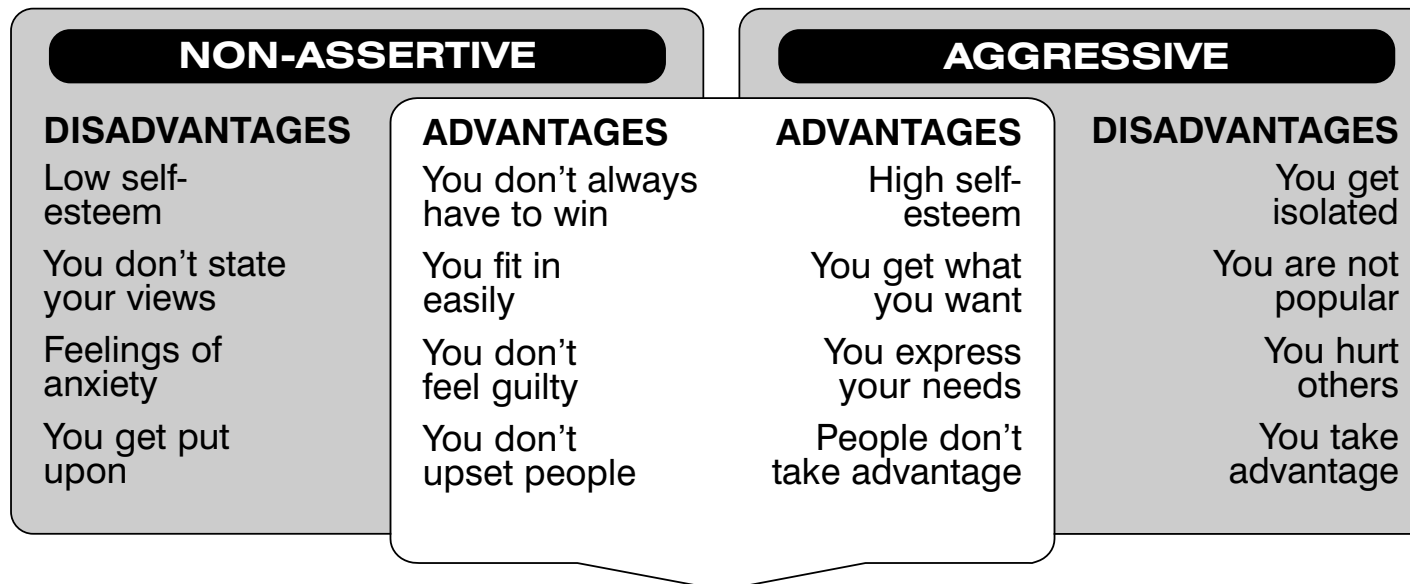 NON-ASSERTIVE
DISADVANTAGES
Low self-
esteem
You don’t state
your views
Feelings of
anxiety
You get put
upon
ADVANTAGES
You don’t always
have to win
You fit in
easily
You don’t
feel guilty
You don’t
upset people
AGGRESSIVE
ADVANTAGES
High self-
esteem
You get what
you want
You express
your needs
People don’t
take advantage
DISADVANTAGES
You get
isolated
You are not
popular
You hurt
others
You take
advantage